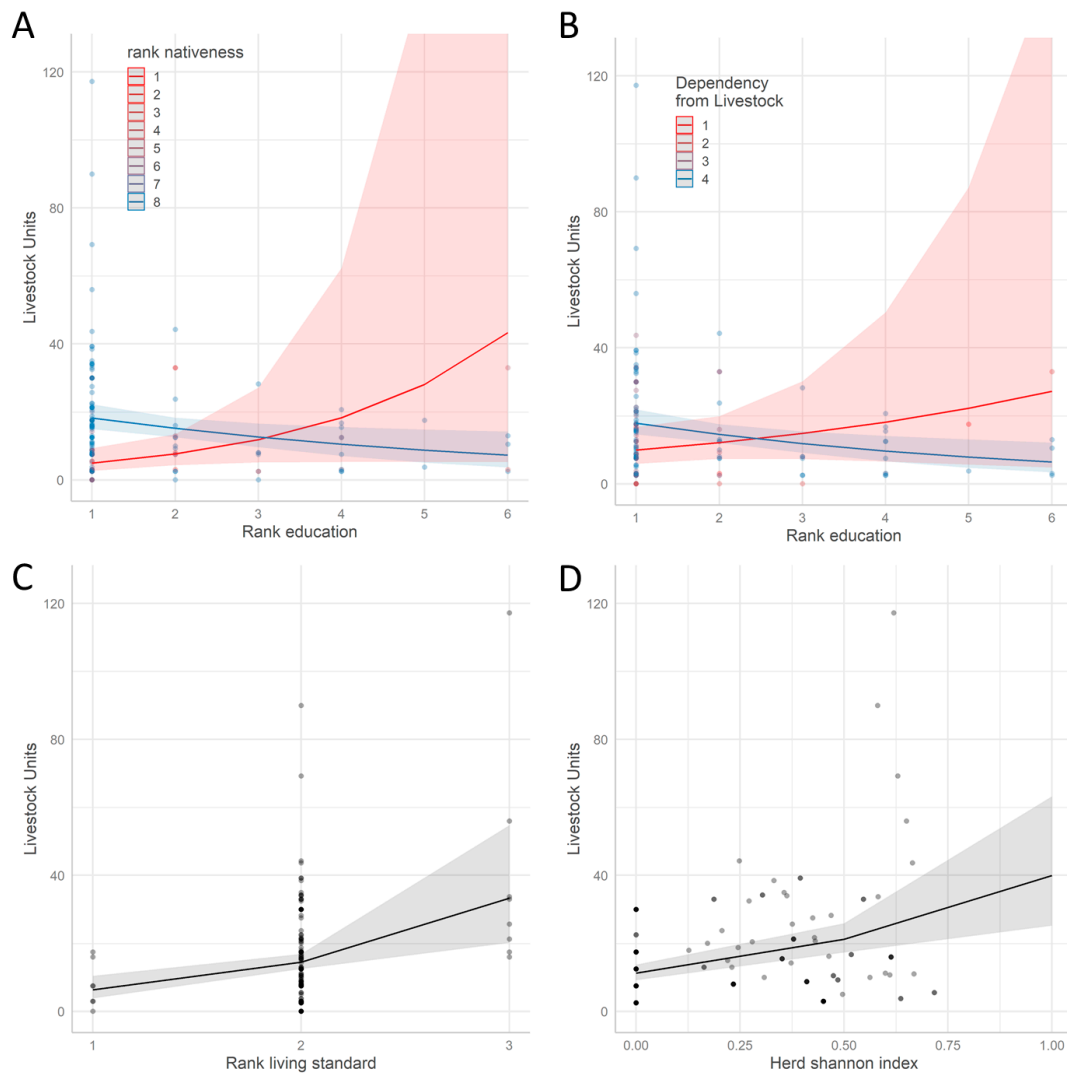 A
rank nativeness
1
2
3
4
5
6
7
8
120
80
40
0
Livestock Units
1 2 3 4 5 6
Rank education
B
Dependency
from Livestock
1
2
3
4
120
80
40
0
Livestock Units
1 2 3 4 5 6
Rank education
C
120
80
40
0
Livestock Units
1 2 3
Rank living standard
D
120
80
40
0
Livestock Units
0.00 0.25 0.50 0.75 1.00
Herd shannon index